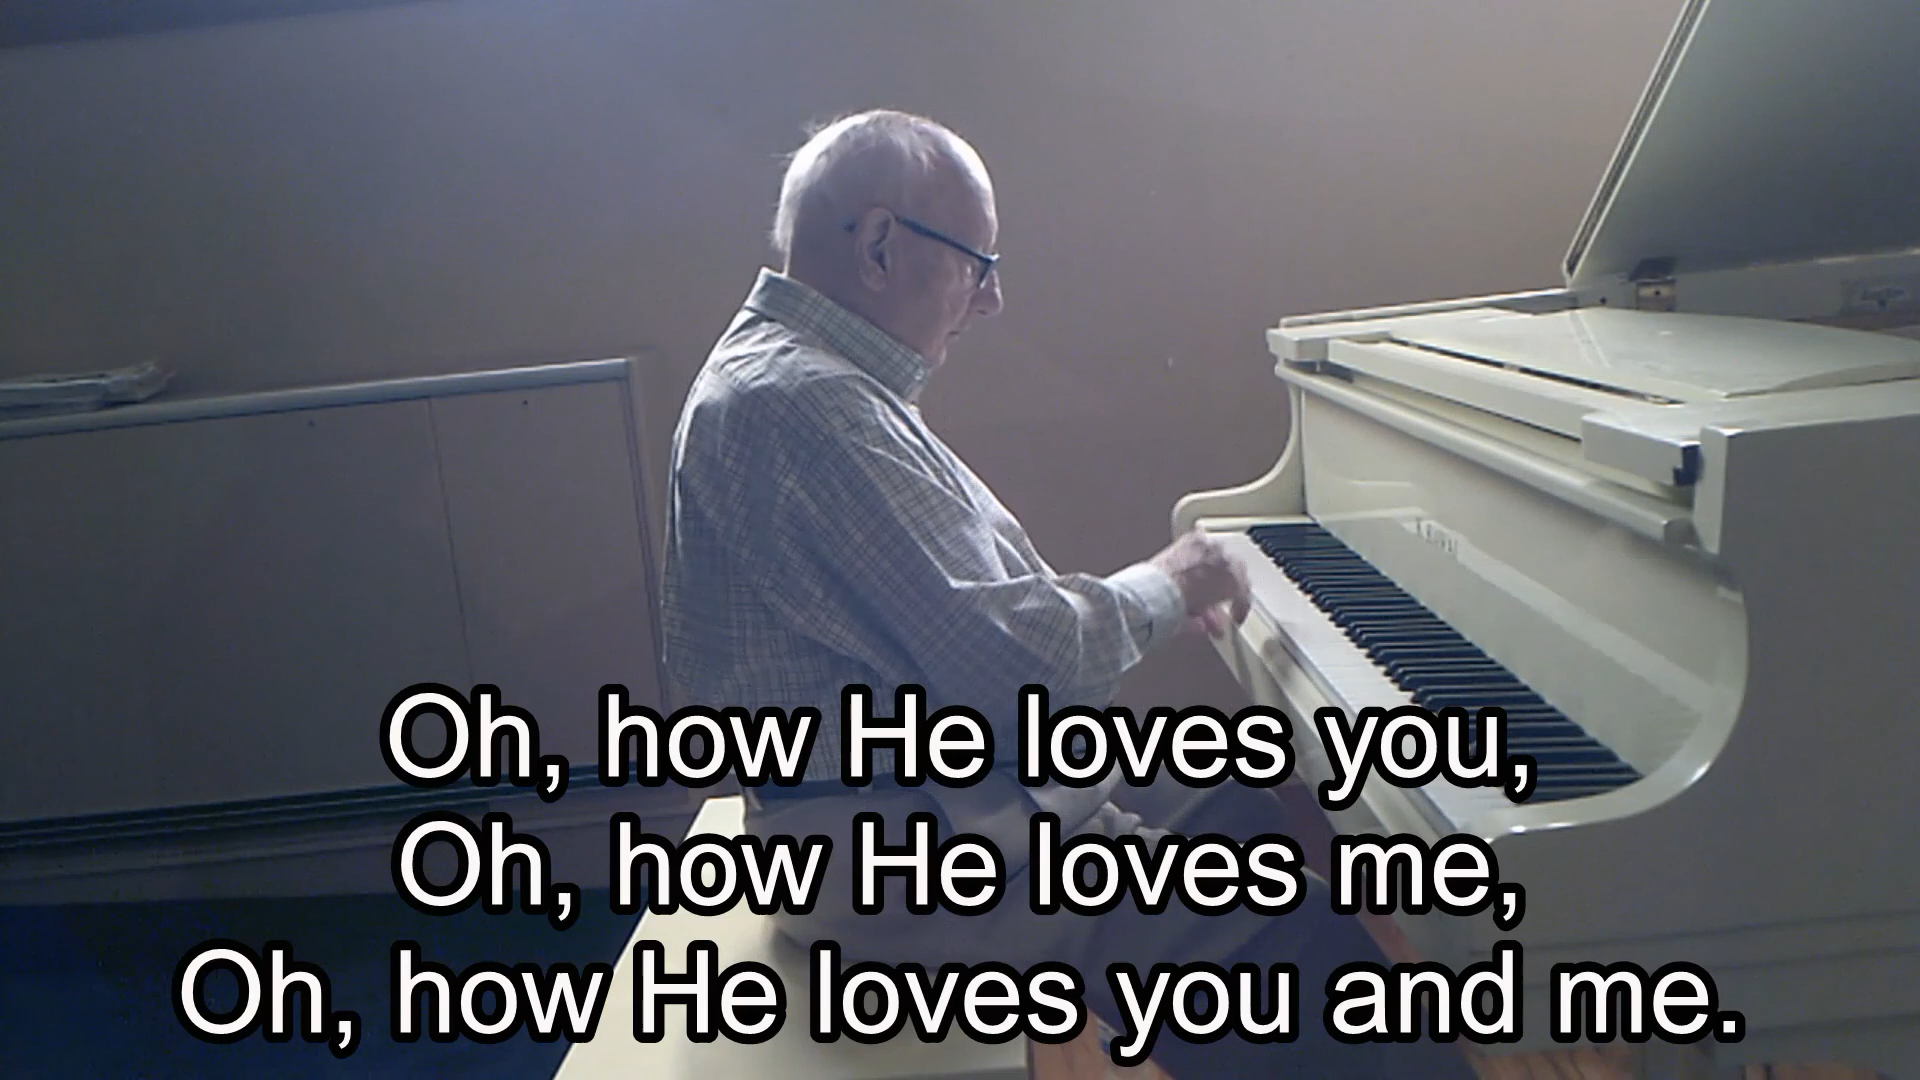 Oh, how He loves you,
Oh, how He loves me,
Oh, how He loves you and me.